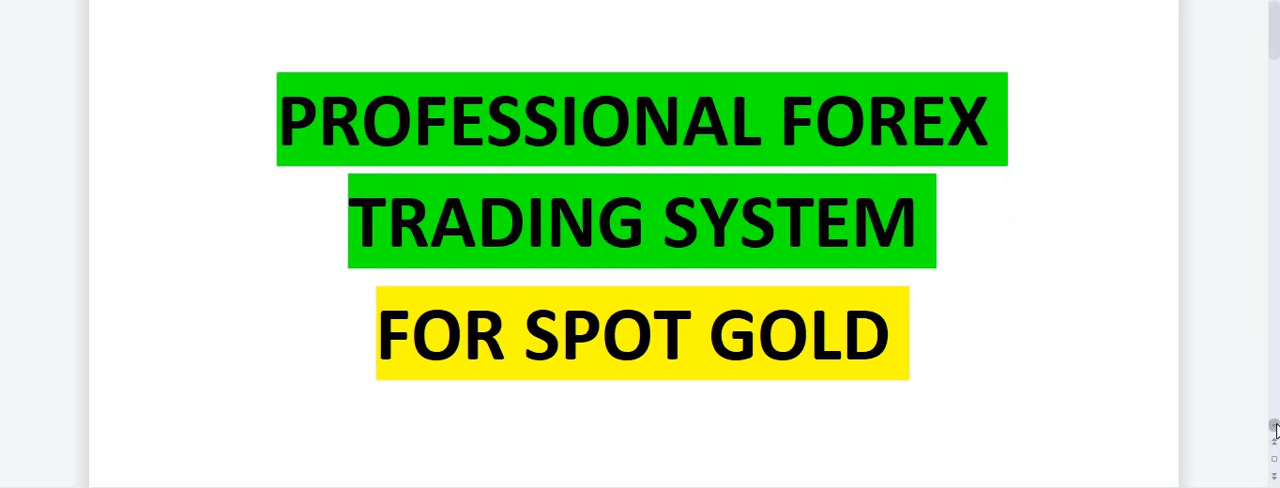 PROFESSIONAL FOREX
TRADING SYSTEM
FOR SPOT GOLD